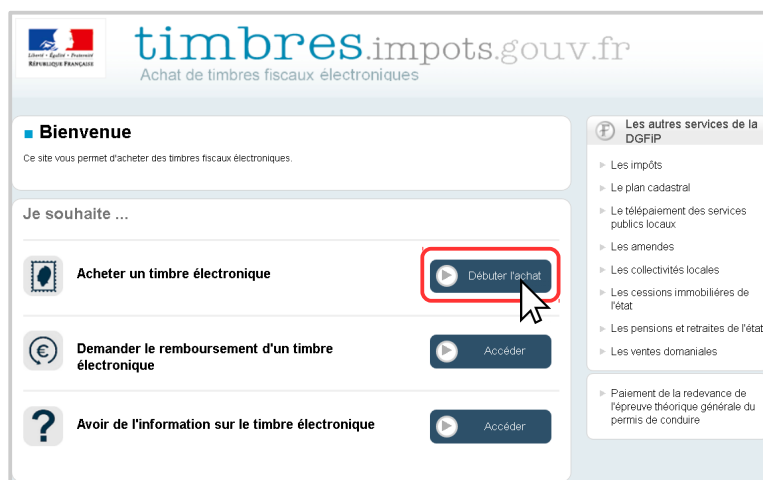 Liberté • Égalité • Fraternité
RÉPUBLIQUE FRANÇAISE
timbres.impots.gouv.fr
Achat de timbres fiscaux électroniques
Bienvenue
Ce site vous permet d'acheter des timbres fiscaux électroniques.
Je souhaite ...
Acheter un timbre électronique
Débuter l'achat
Demander le remboursement d'un timbre
électronique
Accéder
Avoir de l'information sur le timbre électronique
Accéder
Les autres services de la
DGFiP
Les impôts
Le plan cadastral
Le télépaiement des services
publics locaux
Les amendes
Les collectivités locales
Les cessions immobilières de
l'état
Les pensions et retraites de l'état
Les ventes domaniales
Paiement de la redevance de
l'épreuve théorique générale du
permis de conduire